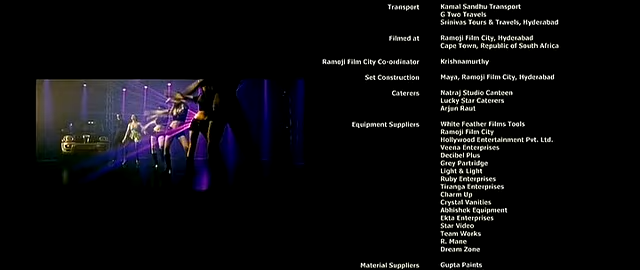 Transport Kamal Sandhu Transport
G Two Travels
Srinivas Tours & Travels, Hyderabad
Filmed at Ramoji Film City, Hyderabad
Cape Town, Republic of South Africa
Ramoji Film City Co-ordinator Krishnamurthy
Set Construction Maya, Ramoji Film City, Hyderabad
Caterers Natraj Studio Canteen
Lucky Star Caterers
Arjun Raut
Equipment Suppliers White Feather Films Tools
Ramoji Film City
Hollywood Entertainment Pvt. Ltd.
Veena Enterprises
Decibel Plus
Grey Partridge
Light & Light
Ruby Enterprises
Tiranga Enterprises
Charm Up
Crystal Vanities
Abhishek Equipment
Ekta Enterprises
Star Video
Team Works
R. Mane
Dream Zone
Material Suppliers Gupta Paints